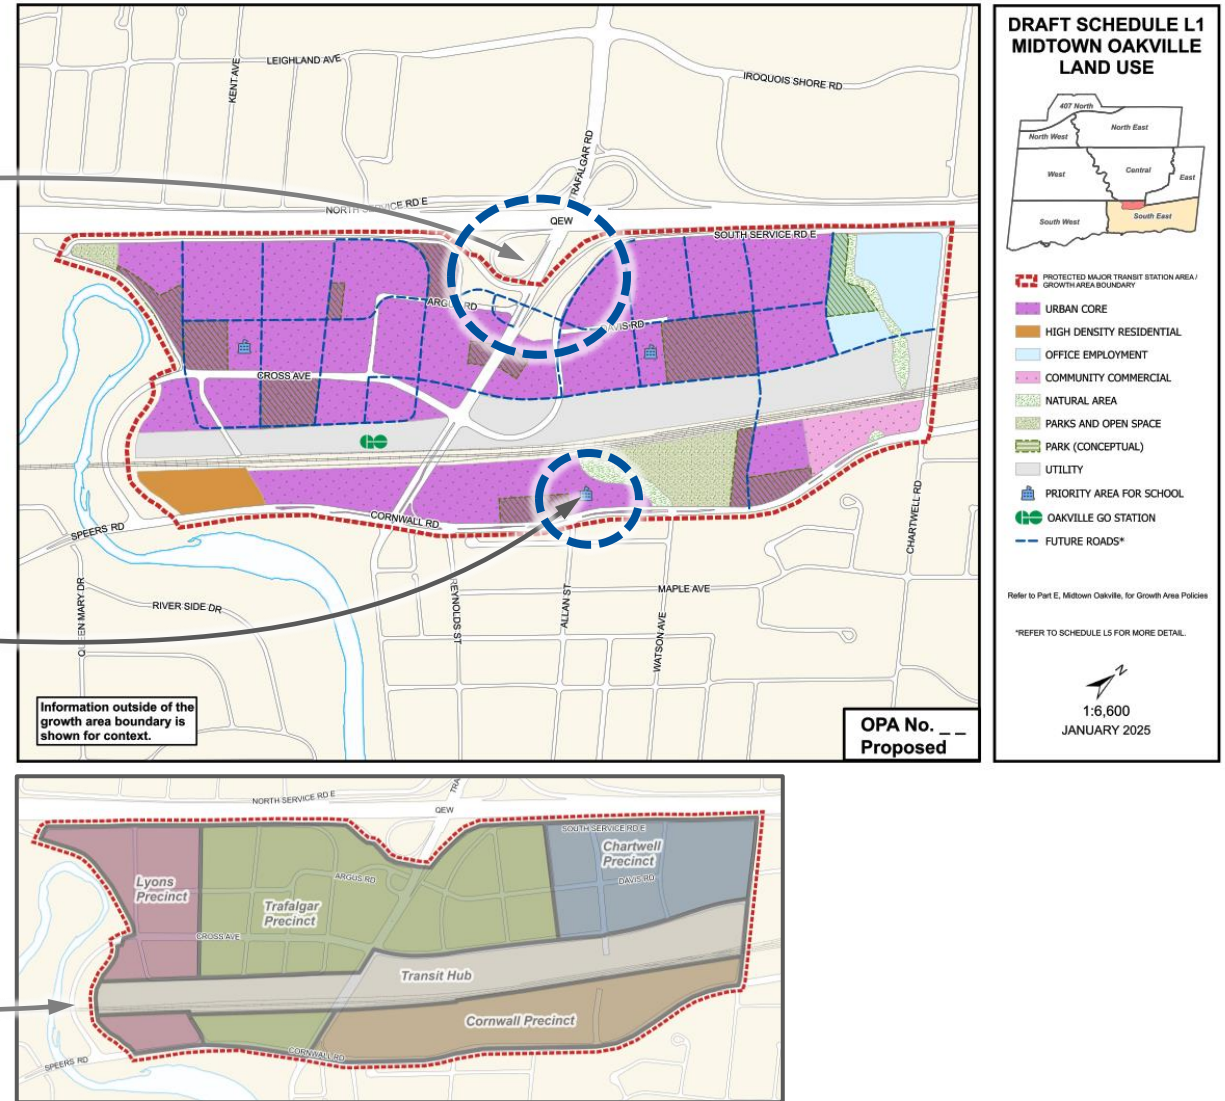 LEIGHLAND AVE
KENT AVE
IROQUOIS SHORE RD
TRAFALGAR RD
NORTH SERVICE RD E
QEW
SOUTH SERVICE RD E
ARGUS RD
DAVIS RD
CROSS AVE
GO
CORNWALL RD
SPEERS RD
CHARTWELL RD
QUEEN MARY DR
RIVER SIDE DR
REYNOLDS ST
ALLAN ST
MAPLE AVE
WATSON AVE
Information outside of the
growth area boundary is
shown for context.
OPA No. _ _
Proposed
DRAFT SCHEDULE L1
MIDTOWN OAKVILLE
LAND USE
407 North
North West
North East
West
Central
East
South West
South East
PROTECTED MAJOR TRANSIT STATION AREA /
GROWTH AREA BOUNDARY
URBAN CORE
HIGH DENSITY RESIDENTIAL
OFFICE EMPLOYMENT
COMMUNITY COMMERCIAL
NATURAL AREA
PARKS AND OPEN SPACE
PARK (CONCEPTUAL)
UTILITY
PRIORITY AREA FOR SCHOOL
GO OAKVILLE GO STATION
FUTURE ROADS*
Refer to Part E, Midtown Oakville, for Growth Area Policies
*REFER TO SCHEDULE L5 FOR MORE DETAIL.
N
1:6,600
JANUARY 2025
NORTH SERVICE RD E
TRA
QEW
SOUTH SERVICE RD E
Chartwell
Precinct
Lyons
Precinct
ARGUS RD
DAVIS RD
Trafalgar
Precinct
CROSS AVE
Transit Hub
Cornwall Precinct
CORNWALL RD
SPEERS RD